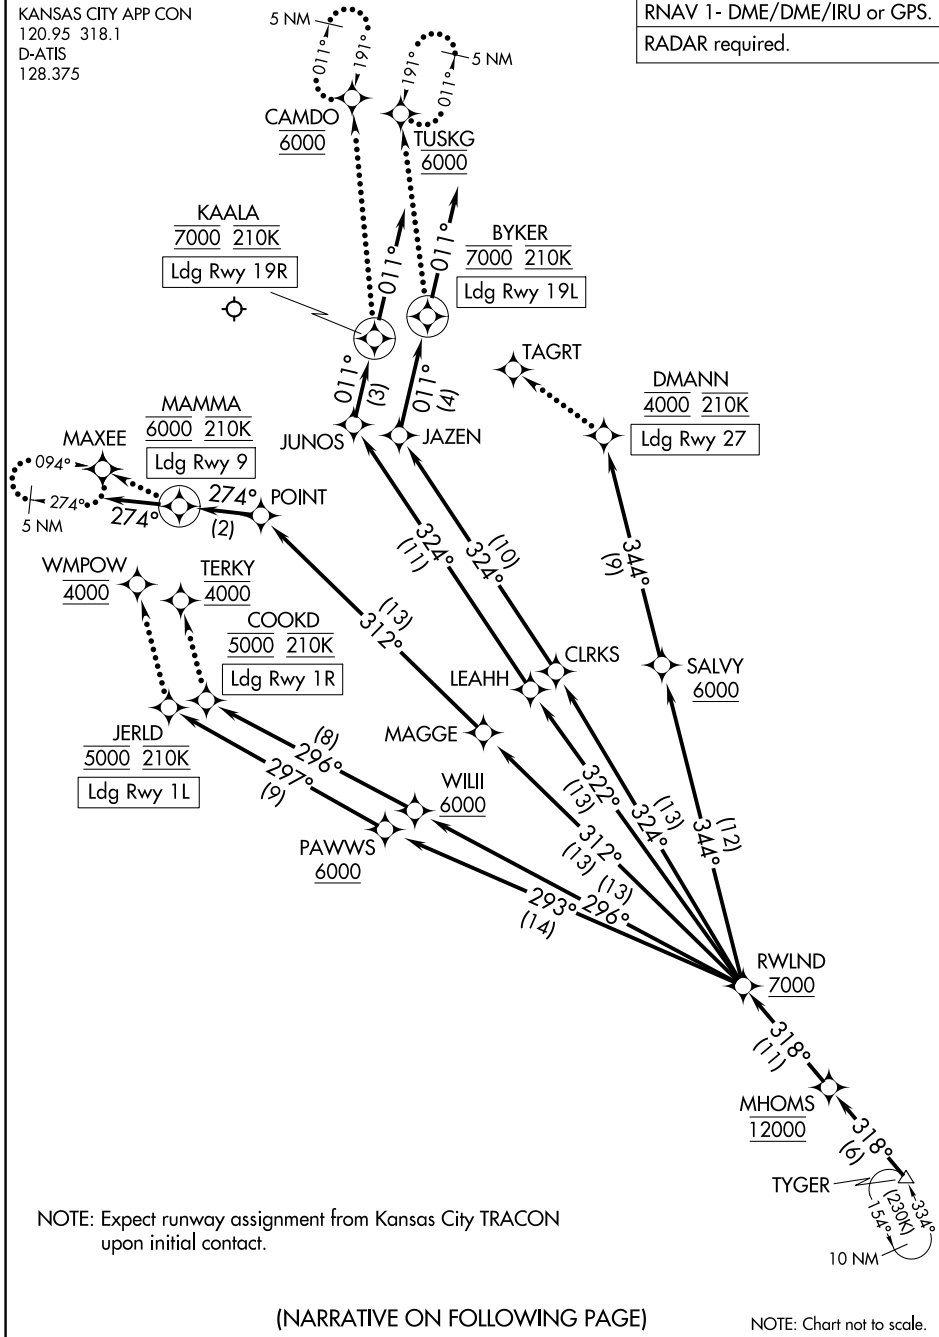 KANSAS CITY APP CON
120.95 318.1
D-ATIS
128.375
RNAV 1- DME/DME/IRU or GPS.
RADAR required.
5 NM
011°
191°
5 NM
191°
011°
CAMDO
6000
TUSKG
6000
KAALA
7000 210K
Ldg Rwy 19R
011°
011°
BYKER
7000 210K
Ldg Rwy 19L
TAGRT
DMANN
4000 210K
Ldg Rwy 27
011°
(3)
011°
(4)
JUNOS
JAZEN
MAMMA
6000 210K
Ldg Rwy 9
MAXEE
094°
274°
5 NM
274°
274°
(2)
POINT
324°
(11)
(10)
324°
344°
(9)
WMPOW
4000
TERKY
4000
COOKD
5000 210K
Ldg Rwy 1R
(13)
312°
CLRKS
LEAHH
SALVY
6000
JERLD
5000 210K
Ldg Rwy 1L
(8)
296°
297°
(9)
MAGGE
WILII
6000
PAWWS
6000
322°
(13)
(13)
324°
(12)
344°
312°
(13)
(13)
296°
293°
(14)
RWLND
7000
318°
(11)
MHOMS
12000
318°
(6)
TYGER
334°
(230K)
154°
10 NM
NOTE: Expect runway assignment from Kansas City TRACON
upon initial contact.
(NARRATIVE ON FOLLOWING PAGE)
NOTE: Chart not to scale.